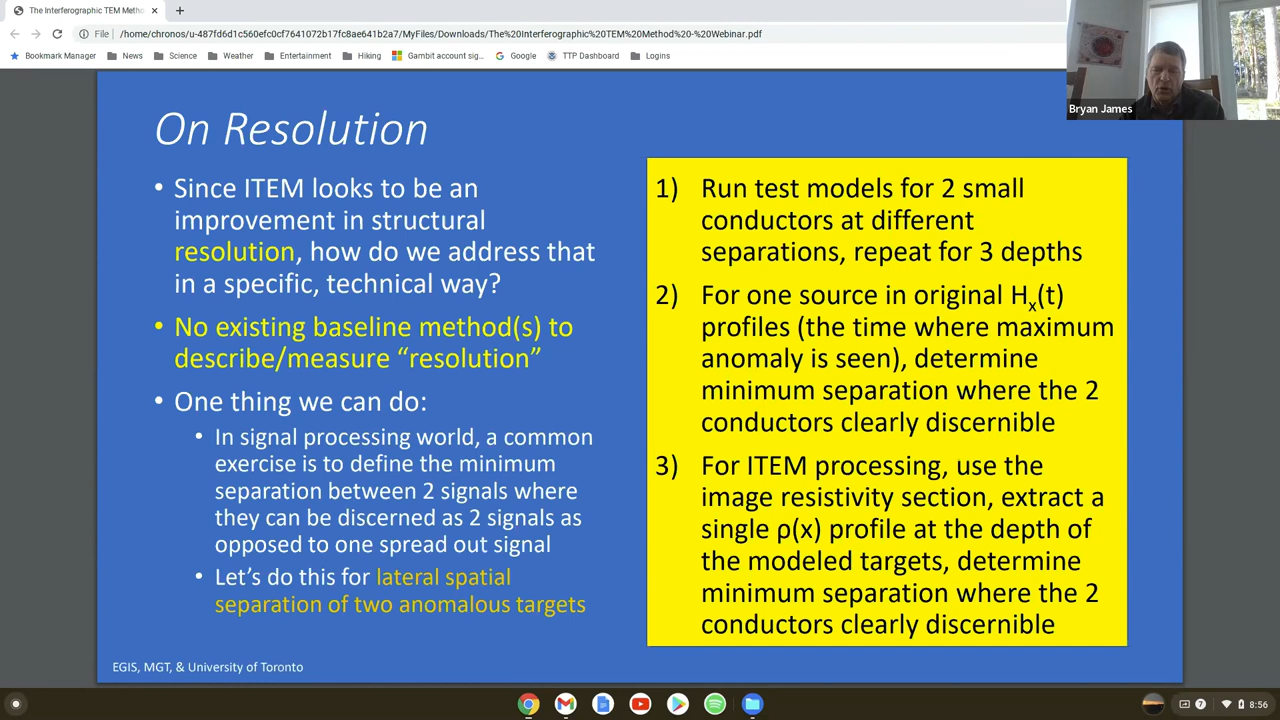 The Interferographic TEM Metho
File
/home/chronos/u-487fd6d1c560efc0cf7641072b17fc8ae641b2a7/MyFiles/Downloads/The%20Interferographic%20TEM%20Method%20-%20Webinar.pdf
Bookmark Manager News Science Weather Entertainment Hiking Gambit account sig... Google TTP Dashboard Logins
Bryan James
On Resolution
• Since ITEM looks to be an
improvement in structural
resolution, how do we address that
in a specific, technical way?
• No existing baseline method(s) to
describe/measure “resolution”
• One thing we can do:
• In signal processing world, a common
exercise is to define the minimum
separation between 2 signals where
they can be discerned as 2 signals as
opposed to one spread out signal
• Let’s do this for lateral spatial
separation of two anomalous targets
1) Run test models for 2 small
conductors at different
separations, repeat for 3 depths
2) For one source in original Hx(t)
profiles (the time where maximum
anomaly is seen), determine
minimum separation where the 2
conductors clearly discernible
3) For ITEM processing, use the
image resistivity section, extract a
single ρ(x) profile at the depth of
the modeled targets, determine
minimum separation where the 2
conductors clearly discernible
EGIS, MGT, & University of Toronto
8:56